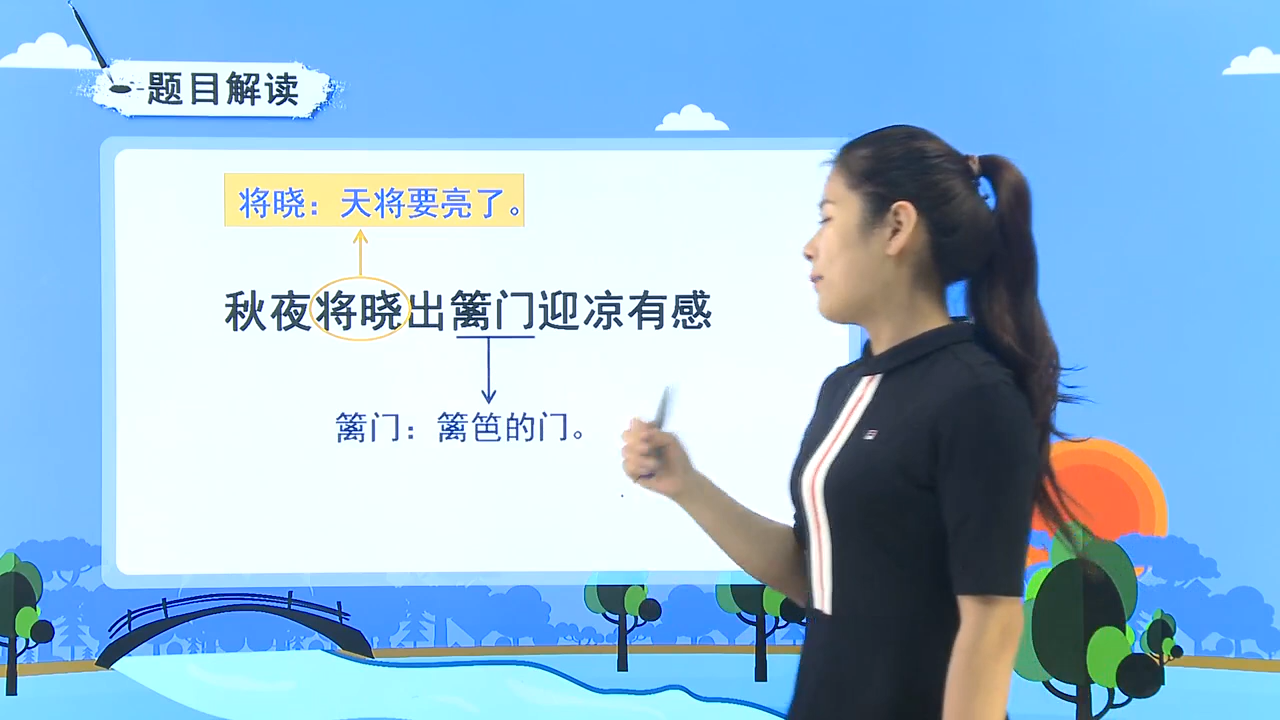 题目解读
将晓：天将要亮了。
秋夜将晓出篱门迎凉有感
篱门：篱笆的门。